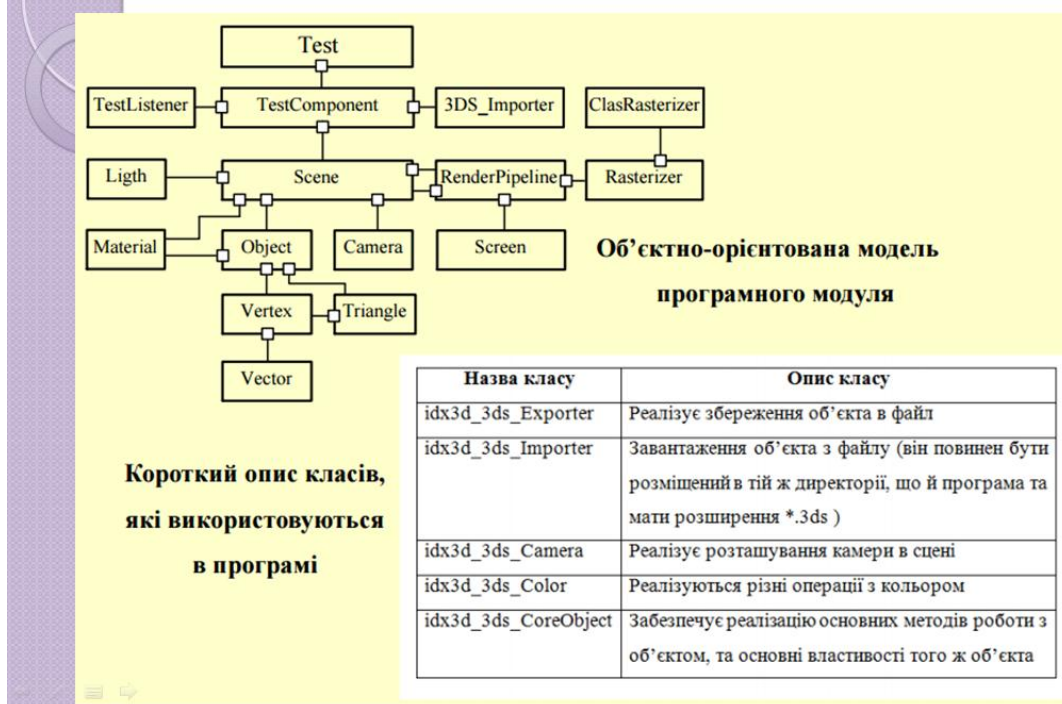 Test
TestListener
TestComponent
3DS_Importer
ClasRasterizer
Ligth
Scene
RenderPipeline
Rasterizer
Material
Object
Camera
Screen
Об’єктно-орієнтована модель
програмного модуля
Vertex
Triangle
Vector
Короткий опис класів,
які використовуються
в програмі
Назва класу
Опис класу
idx3d_3ds_Exporter
Реалізує збереження об’єкта в файл
idx3d_3ds_Importer
Завантаження об’єкта з файлу (він повинен бути
розміщений в тій ж директорії, що й програма та
мати розширення *.3ds )
idx3d_3ds_Camera
Реалізує розташування камери в сцені
idx3d_3ds_Color
Реалізуються різні операції з кольором
idx3d_3ds_CoreObject
Забезпечує реалізацію основних методів роботи з
об’єктом, та основні властивості того ж об’єкта